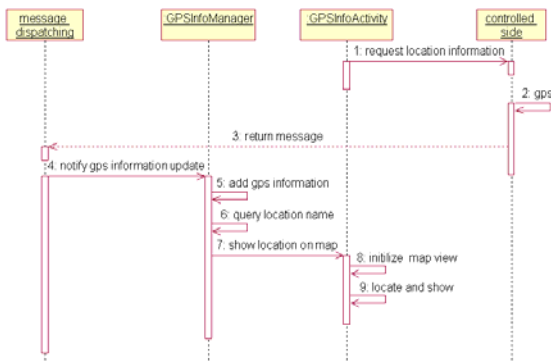 message
dispatching
:GPSInfoManager
:GPSInfoActivity
controlled
side
1: request location information
2: gps
3: return message
4: notify gps information update
5: add gps information
6: query location name
7: show location on map
8: initilize map view
9: locate and show